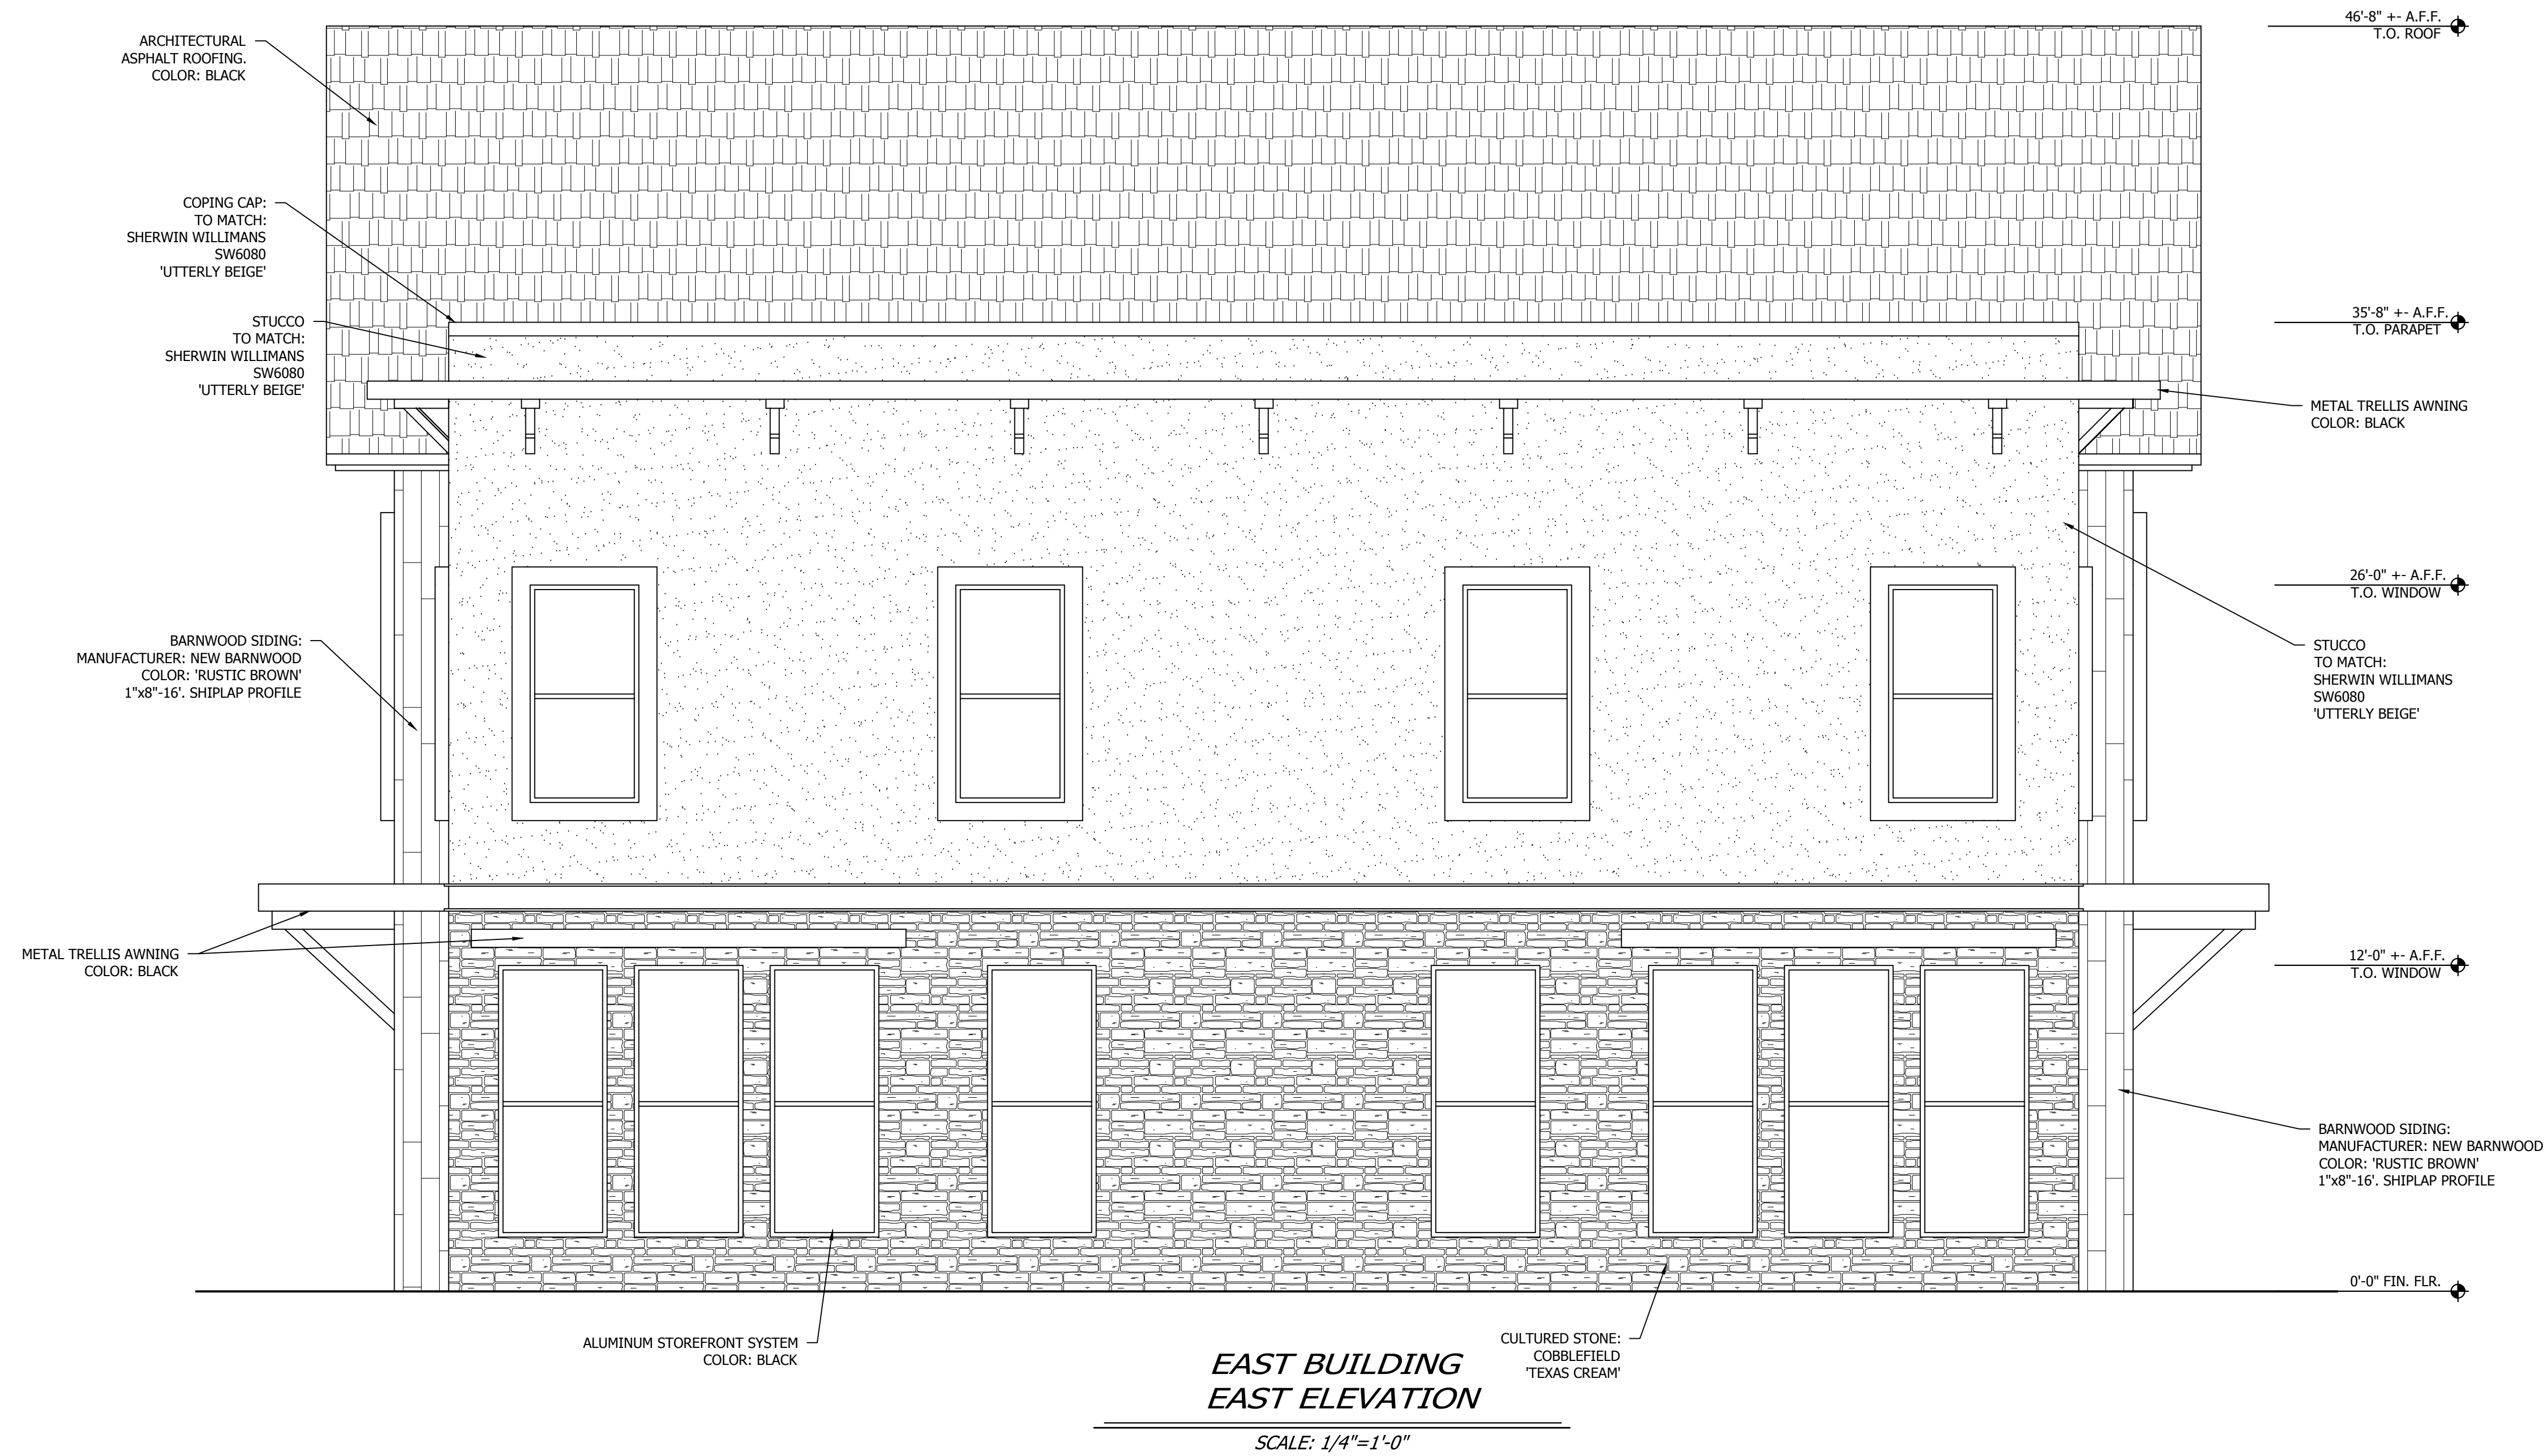 ARCHITECTURAL
ASPHALT ROOFING.
COLOR: BLACK
COPING CAP:
TO MATCH:
SHERWIN WILLIMANS
SW6080
'UTTERLY BEIGE'
STUCCO
TO MATCH:
SHERWIN WILLIMANS
SW6080
'UTTERLY BEIGE'
BARNWOOD SIDING:
MANUFACTURER: NEW BARNWOOD
COLOR: 'RUSTIC BROWN'
1"x8"-16'. SHIPLAP PROFILE
METAL TRELLIS AWNING
COLOR: BLACK
46'-8" +- A.F.F.
T.O. ROOF
35'-8" +- A.F.F.
T.O. PARAPET
METAL TRELLIS AWNING
COLOR: BLACK
26'-0" +- A.F.F.
T.O. WINDOW
STUCCO
TO MATCH:
SHERWIN WILLIMANS
SW6080
'UTTERLY BEIGE'
12'-0" +- A.F.F.
T.O. WINDOW
BARNWOOD SIDING:
MANUFACTURER: NEW BARNWOOD
COLOR: 'RUSTIC BROWN'
1"x8"-16'. SHIPLAP PROFILE
0'-0" FIN. FLR.
ALUMINUM STOREFRONT SYSTEM
COLOR: BLACK
CULTURED STONE:
COBBLEFIELD
'TEXAS CREAM'
EAST BUILDING
EAST ELEVATION
SCALE: 1/4"=1'-0"